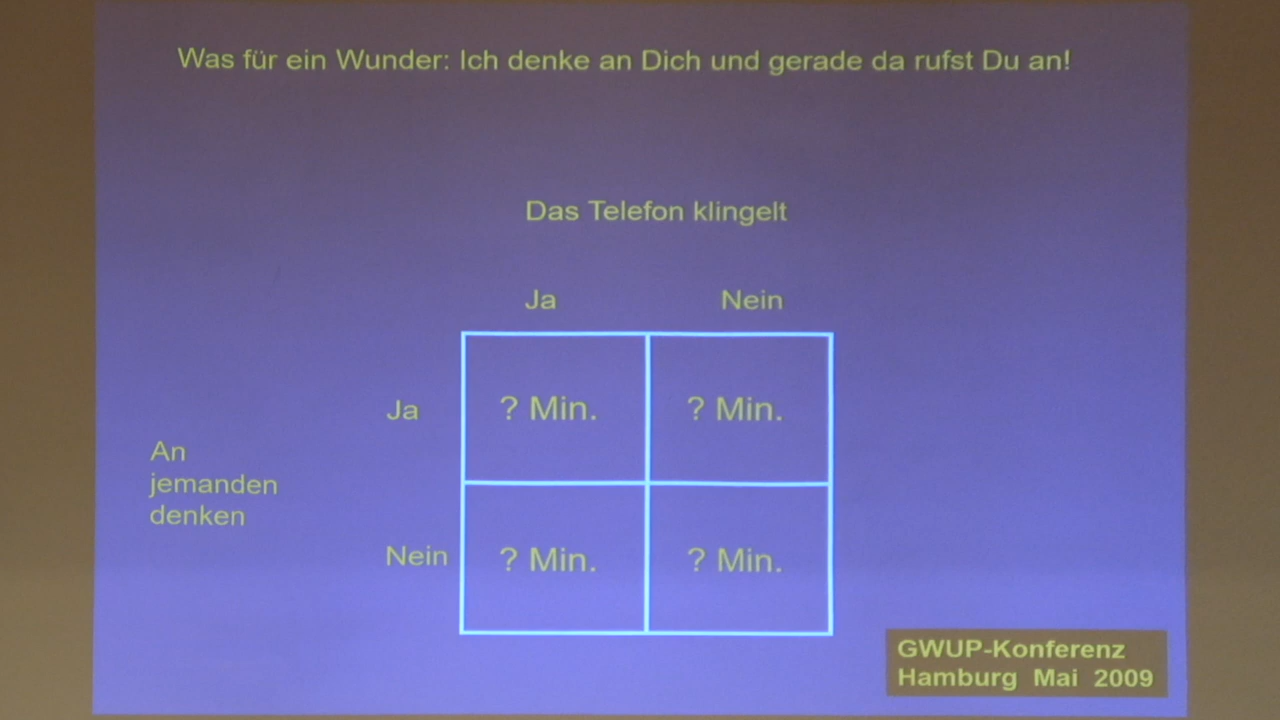 Was für ein Wunder: Ich denke an Dich und gerade da rufst Du an!
Das Telefon klingelt
Ja Nein
Ja ? Min. ? Min.
An
jemanden
denken
Nein ? Min. ? Min.
GWUP-Konferenz
Hamburg Mai 2009